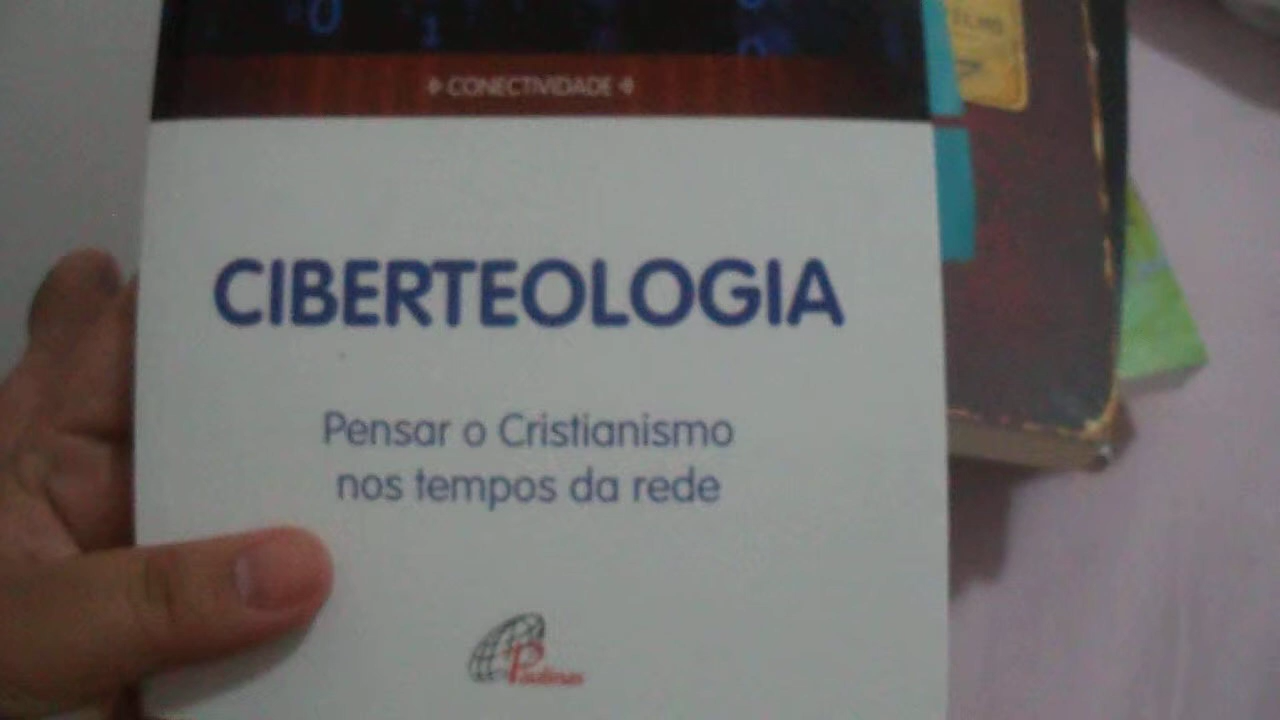 CONECTIVIDADE
CIBERTEOLOGIA
Pensar o Cristianismo
nos tempos da rede
Paulinas